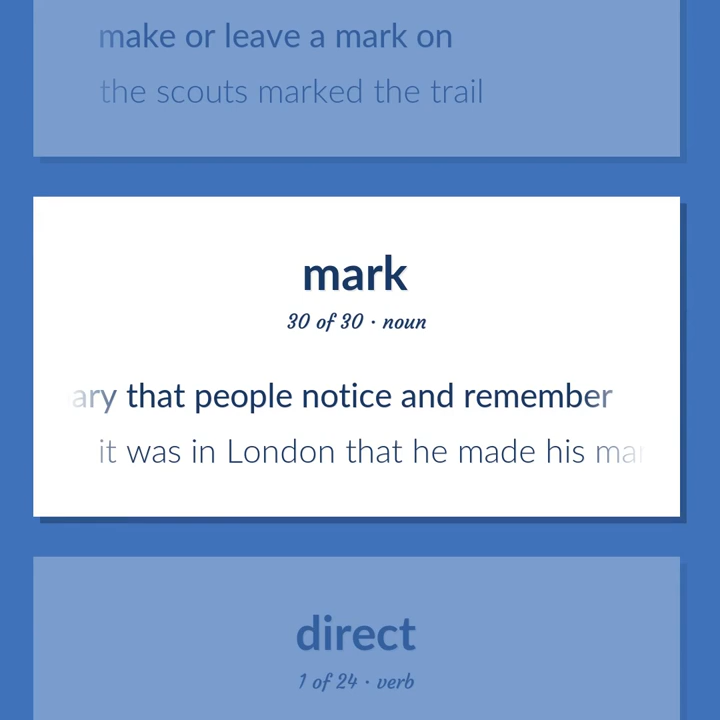 make or leave a mark on
the scouts marked the trail
mark
30 of 30 · noun
ary that people notice and remember
it was in London that he made his mar
direct
1 of 24 · verb